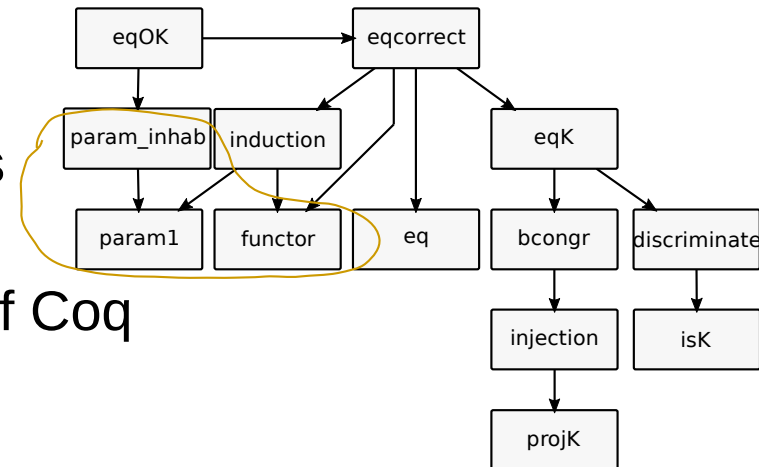 eqOK
eqcorrect
param_inhab
induction
eqK
s
param1
functor
eq
bcongr
discriminate
f Coq
injection
isK
projK